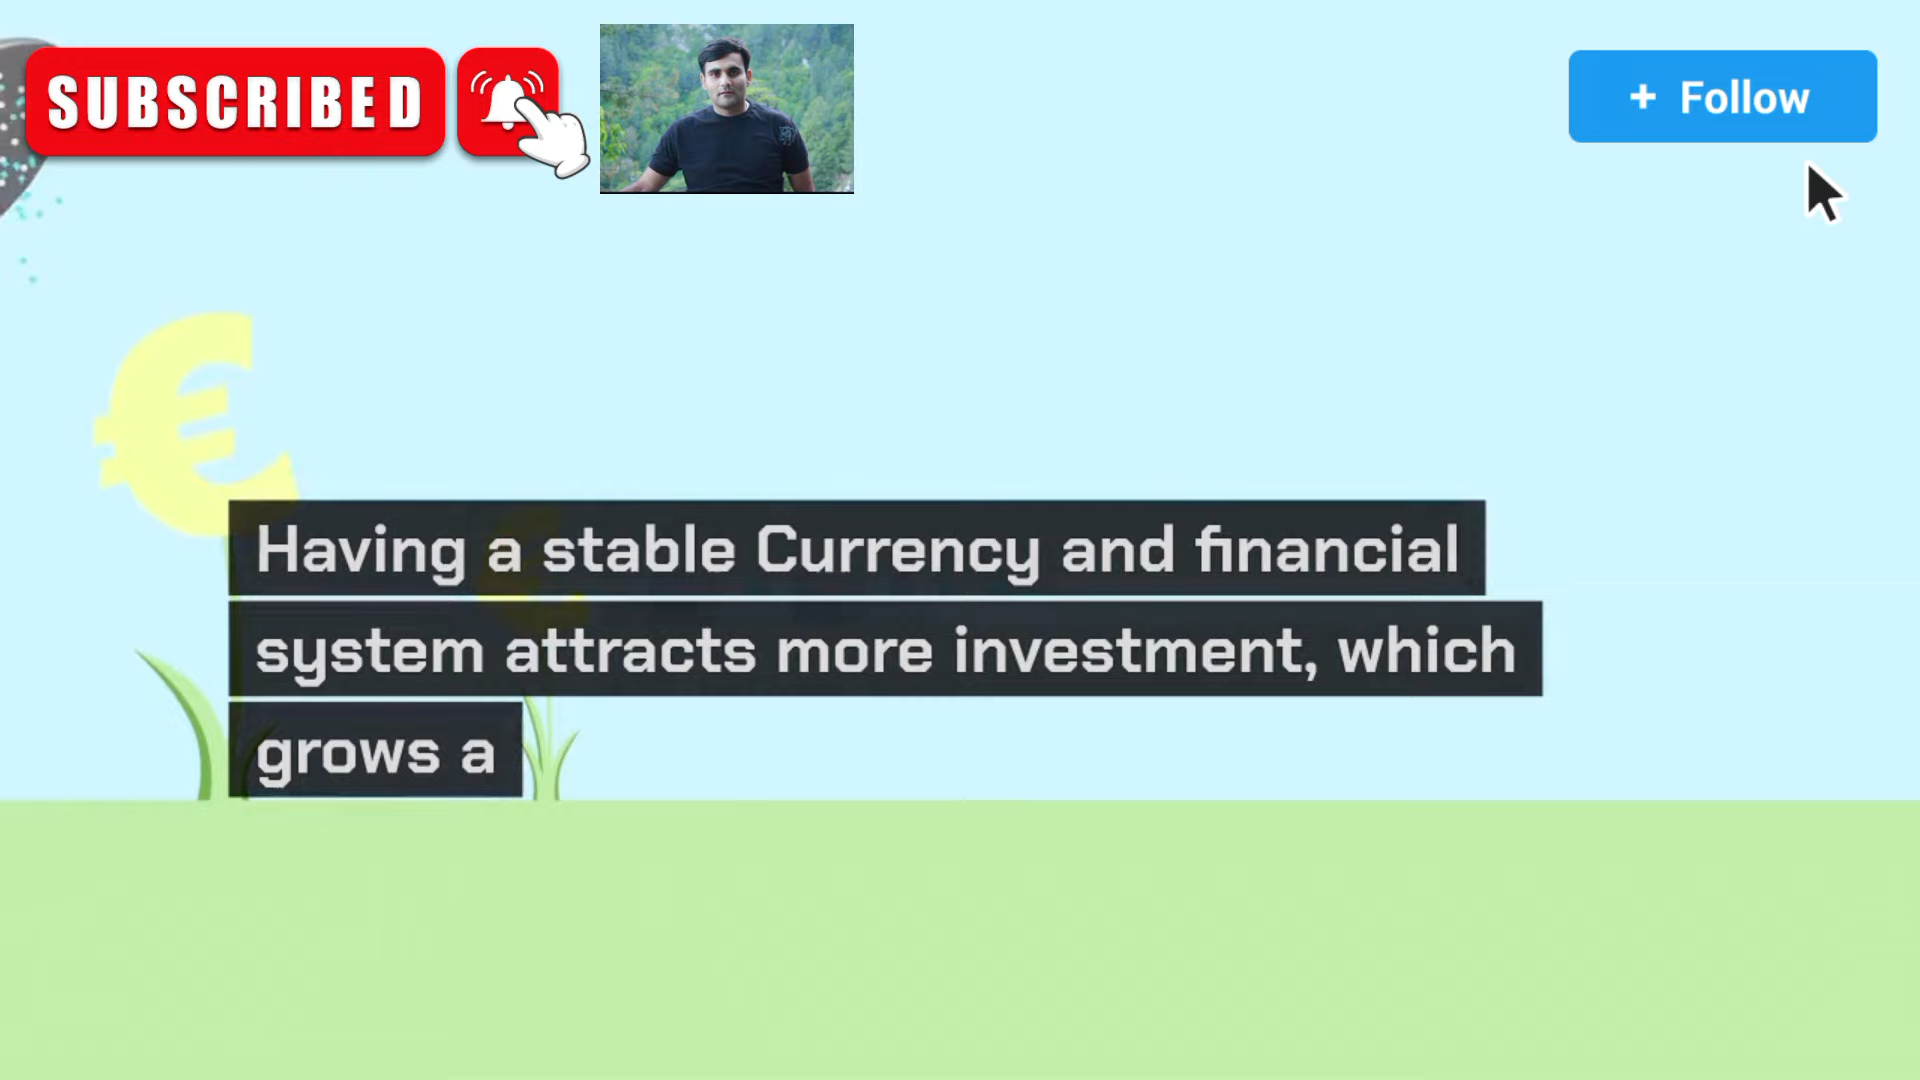 SUBSCRIBED
+ Follow
€
Having a stable Currency and financial
system attracts more investment, which
grows a